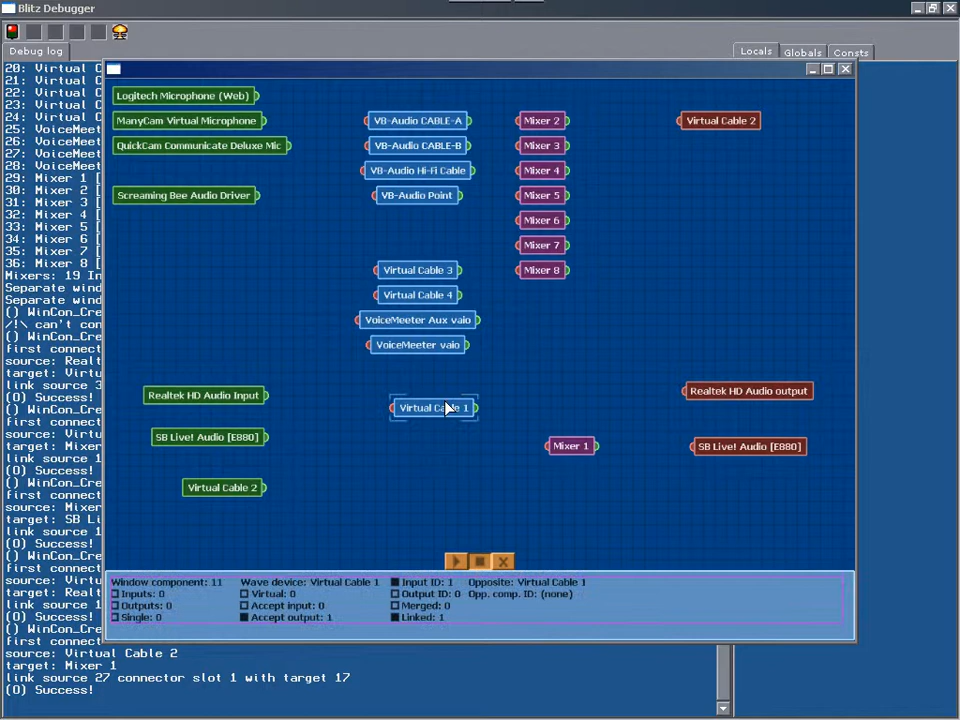 Blitz Debugger
Debug log
Locals
Globals
Consts
20: Virtual C
21: Virtual C
22: Virtual C
23: Virtual C
24: Virtual C
25: VoiceMeet
26: VoiceMeet
27: VoiceMeet
28: VoiceMeet
29: Mixer 1 [
30: Mixer 2 [
31: Mixer 3 [
32: Mixer 4 [
33: Mixer 5 [
34: Mixer 6 [
35: Mixer 7 [
36: Mixer 8 [
Mixers: 19 In
Separate wind
Separate wind
() WinCon_Cre
/!\ can't con
() WinCon_Cre
first connect
source: Realt
target: Virtu
link source 3
(O) Success!
() WinCon_Cre
first connect
source: Virtu
target: Mixer
link source 1
(O) Success!
() WinCon_Cre
first connect
source: Mixer
target: SB Li
link source 1
(O) Success!
() WinCon_Cre
first connect
source: Virtu
target: Realt
link source 1
(O) Success!
() WinCon_Cre
first connect
source: Virtual Cable 2
target: Mixer 1
link source 27 connector slot 1 with target 17
(O) Success!
Logitech Microphone (Web)
ManyCam Virtual Microphone
VB-Audio CABLE-A
Mixer 2
Virtual Cable 2
QuickCam Communicate Deluxe Mic
VB-Audio CABLE-B
Mixer 3
VB-Audio Hi-Fi Cable
Mixer 4
Screaming Bee Audio Driver
VB-Audio Point
Mixer 5
Mixer 6
Mixer 7
Virtual Cable 3
Mixer 8
Virtual Cable 4
VoiceMeeter Aux vaio
VoiceMeeter vaio
Realtek HD Audio Input
Realtek HD Audio output
Virtual Cable 1
SB Live! Audio [E880]
Mixer 1
SB Live! Audio [E880]
Virtual Cable 2
Window component: 11
Wave device: Virtual Cable 1
Input ID: 1
Opposite: Virtual Cable 1
Inputs: 0
Virtual: 0
Output ID: 0
Opp. comp. ID: (none)
Outputs: 0
Accept input: 0
Merged: 0
Single: 0
Accept output: 1
Linked: 1